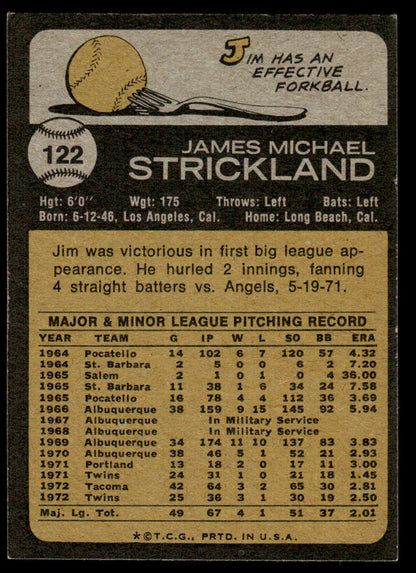 JIM HAS AN
EFFECTIVE
FORKBALL.
122
JAMES MICHAEL
STRICKLAND
Hgt: 6'0" Wgt: 175 Throws: Left Bats: Left
Born: 6-12-46, Los Angeles, Cal. Home: Long Beach, Cal.
Jim was victorious in first big league ap-
pearance. He hurled 2 innings, fanning
4 straight batters vs. Angels, 5-19-71.
MAJOR & MINOR LEAGUE PITCHING RECORD
YEAR TEAM G IP W L SO BB ERA
1964 Pocatello 14 102 6 7 120 57 4.32
1964 St. Barbara 2 5 0 0 6 2 7.20
1965 Salem 2 1 0 0 1 4 36.00
1965 St. Barbara 11 38 1 6 34 24 7.58
1965 Pocatello 16 78 4 4 112 36 3.69
1966 Albuquerque 38 159 9 15 145 92 5.94
1967 Albuquerque In Military Service
1968 Albuquerque In Military Service
1969 Albuquerque 34 174 11 10 137 83 3.83
1970 Albuquerque 38 46 5 1 52 21 2.93
1971 Portland 13 18 2 0 17 11 3.00
1971 Twins 24 31 1 0 21 18 1.45
1972 Tacoma 42 64 3 2 65 30 2.81
1972 Twins 25 36 3 1 30 19 2.50
Maj. Lg. Tot. 49 67 4 1 51 37 2.01
*©T.C.G., PRTD. IN U.S.A.